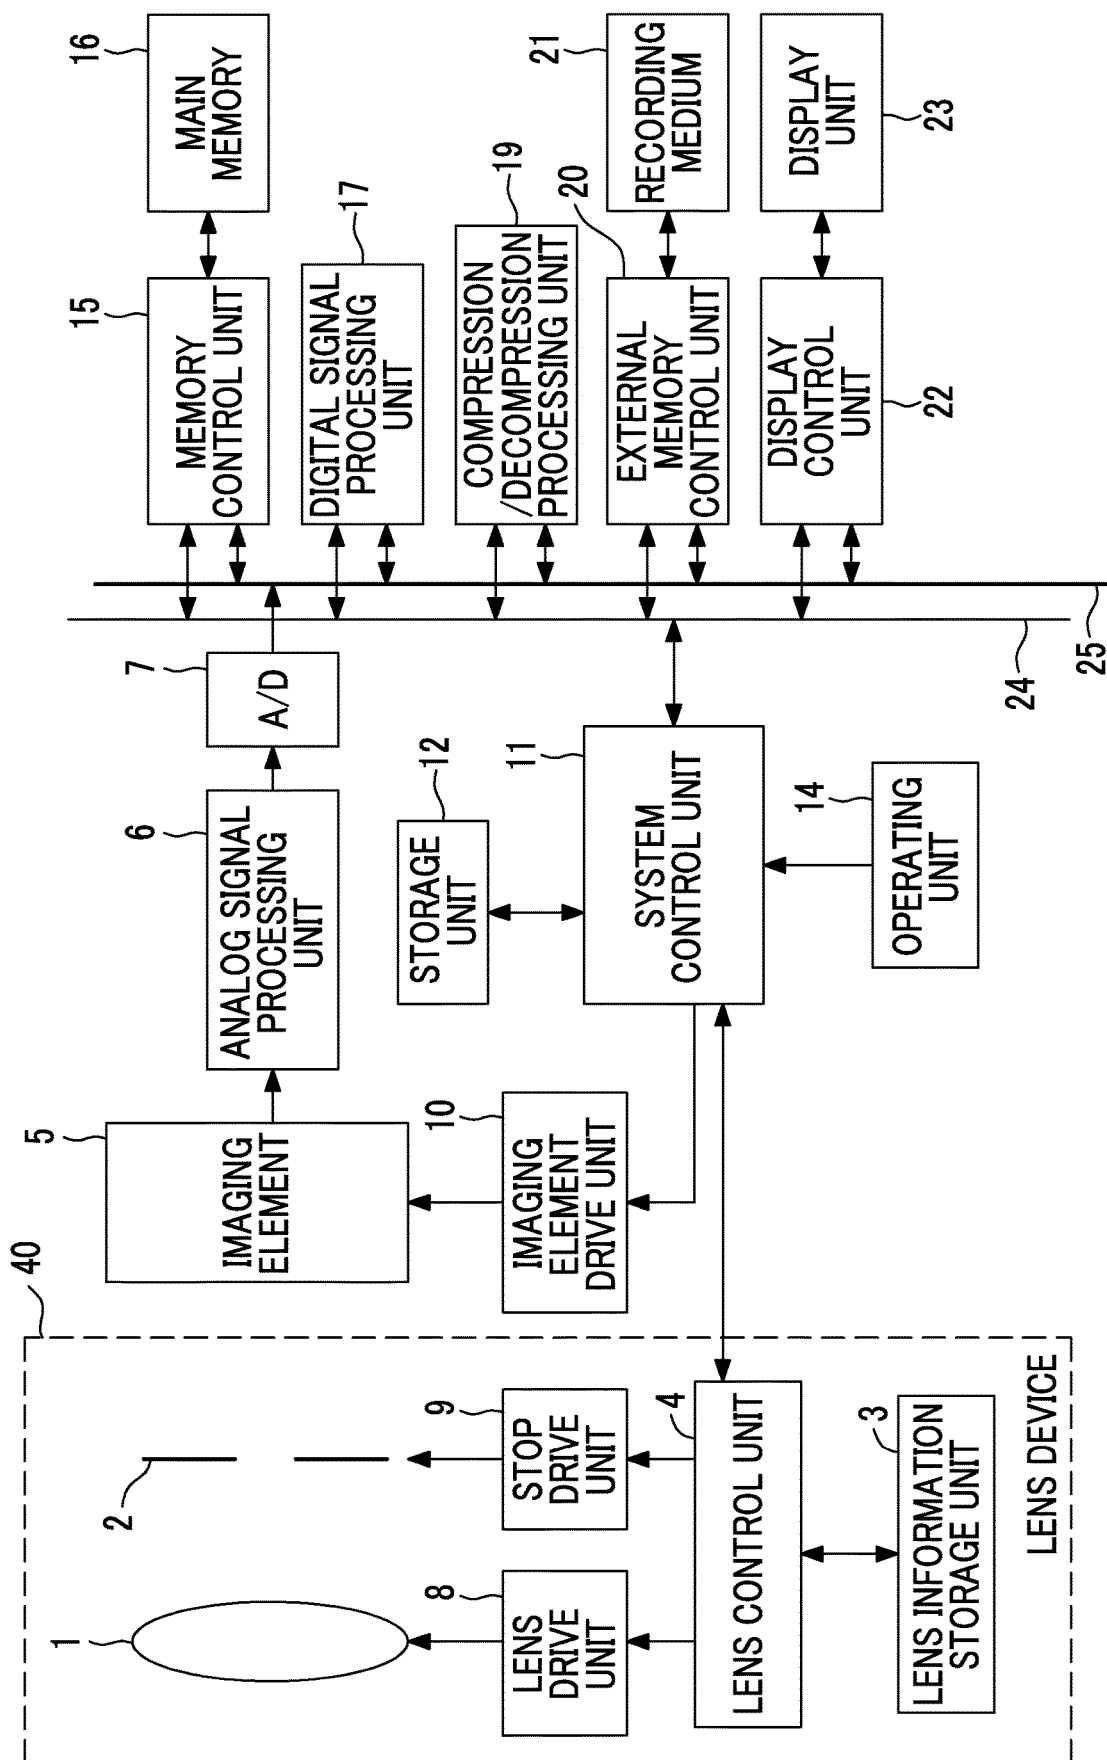 40
LENS DEVICE
1
2
LENS
DRIVE
UNIT
8
STOP
DRIVE
UNIT
9
LENS CONTROL UNIT
4
LENS INFORMATION
STORAGE UNIT
3
5
IMAGING
ELEMENT
10
IMAGING
ELEMENT
DRIVE UNIT
6
ANALOG SIGNAL
PROCESSING
UNIT
7
A/D
12
STORAGE
UNIT
11
SYSTEM
CONTROL UNIT
14
OPERATING
UNIT
24
25
15
MEMORY
CONTROL UNIT
16
MAIN
MEMORY
17
DIGITAL SIGNAL
PROCESSING
UNIT
19
COMPRESSION
/DECOMPRESSION
PROCESSING UNIT
20
EXTERNAL
MEMORY
CONTROL UNIT
21
RECORDING
MEDIUM
DISPLAY
CONTROL
UNIT
22
DISPLAY
UNIT
23